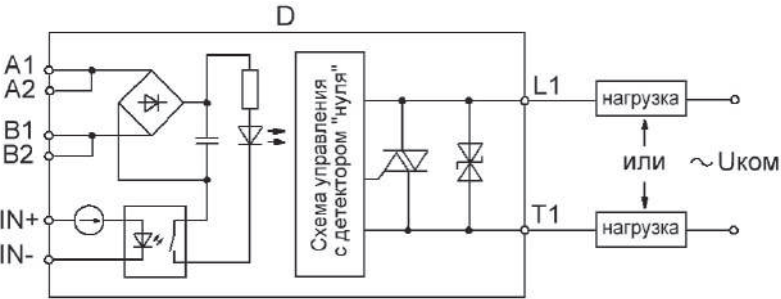 D
A1
A2
B1
B2
IN+
IN-
Схема управления
с детектором "нуля"
L1
нагрузка
или
~Uком
T1
нагрузка